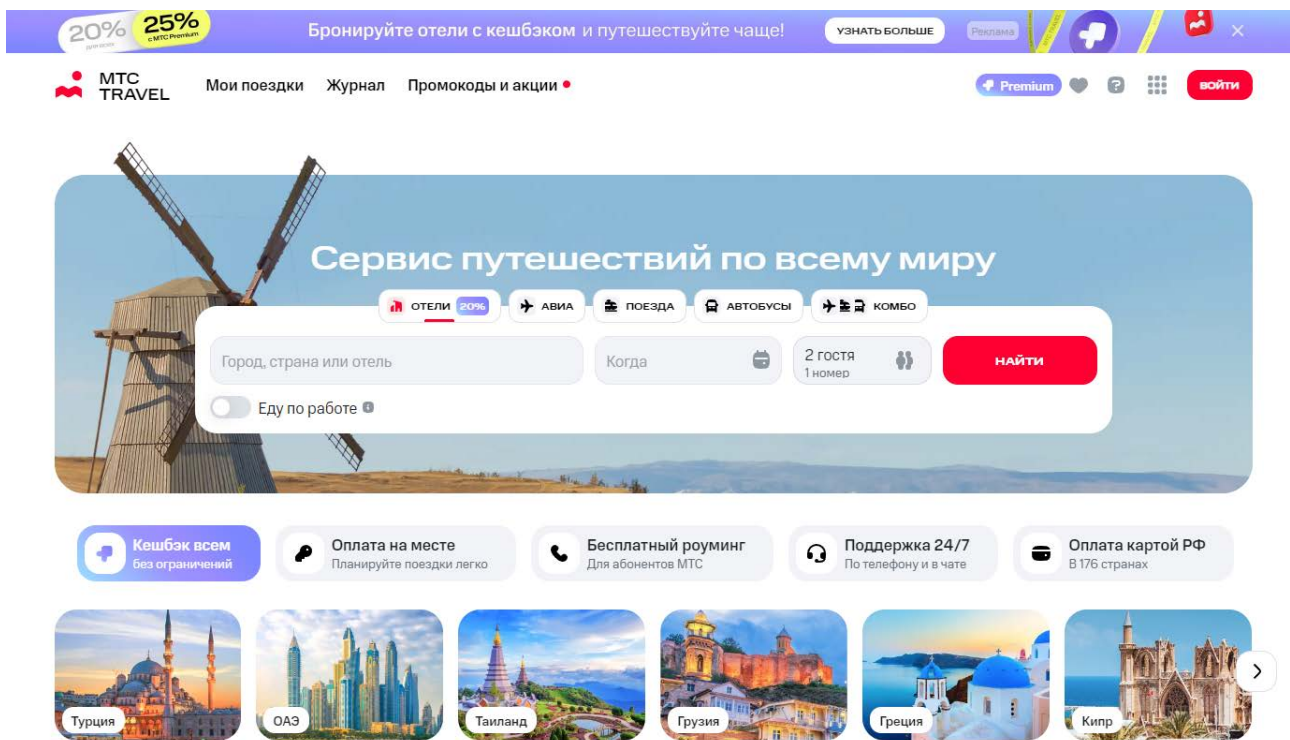 20% 25%
для всех с МТС Premium
Бронируйте отели с кешбэком и путешествуйте чаще!
УЗНАТЬ БОЛЬШЕ
Реклама
МТС
TRAVEL
Мои поездки Журнал Промокоды и акции
Premium
ВОЙТИ
Сервис путешествий по всему миру
ОТЕЛИ 20% АВИА ПОЕЗДА АВТОБУСЫ КОМБО
Город, страна или отель
Когда
2 гостя
1 номер
НАЙТИ
Еду по работе
Кешбэк всем
без ограничений
Оплата на месте
Планируйте поездки легко
Бесплатный роуминг
Для абонентов МТС
Поддержка 24/7
По телефону и в чате
Оплата картой РФ
В 176 странах
Турция ОАЭ Таиланд Грузия Греция Кипр